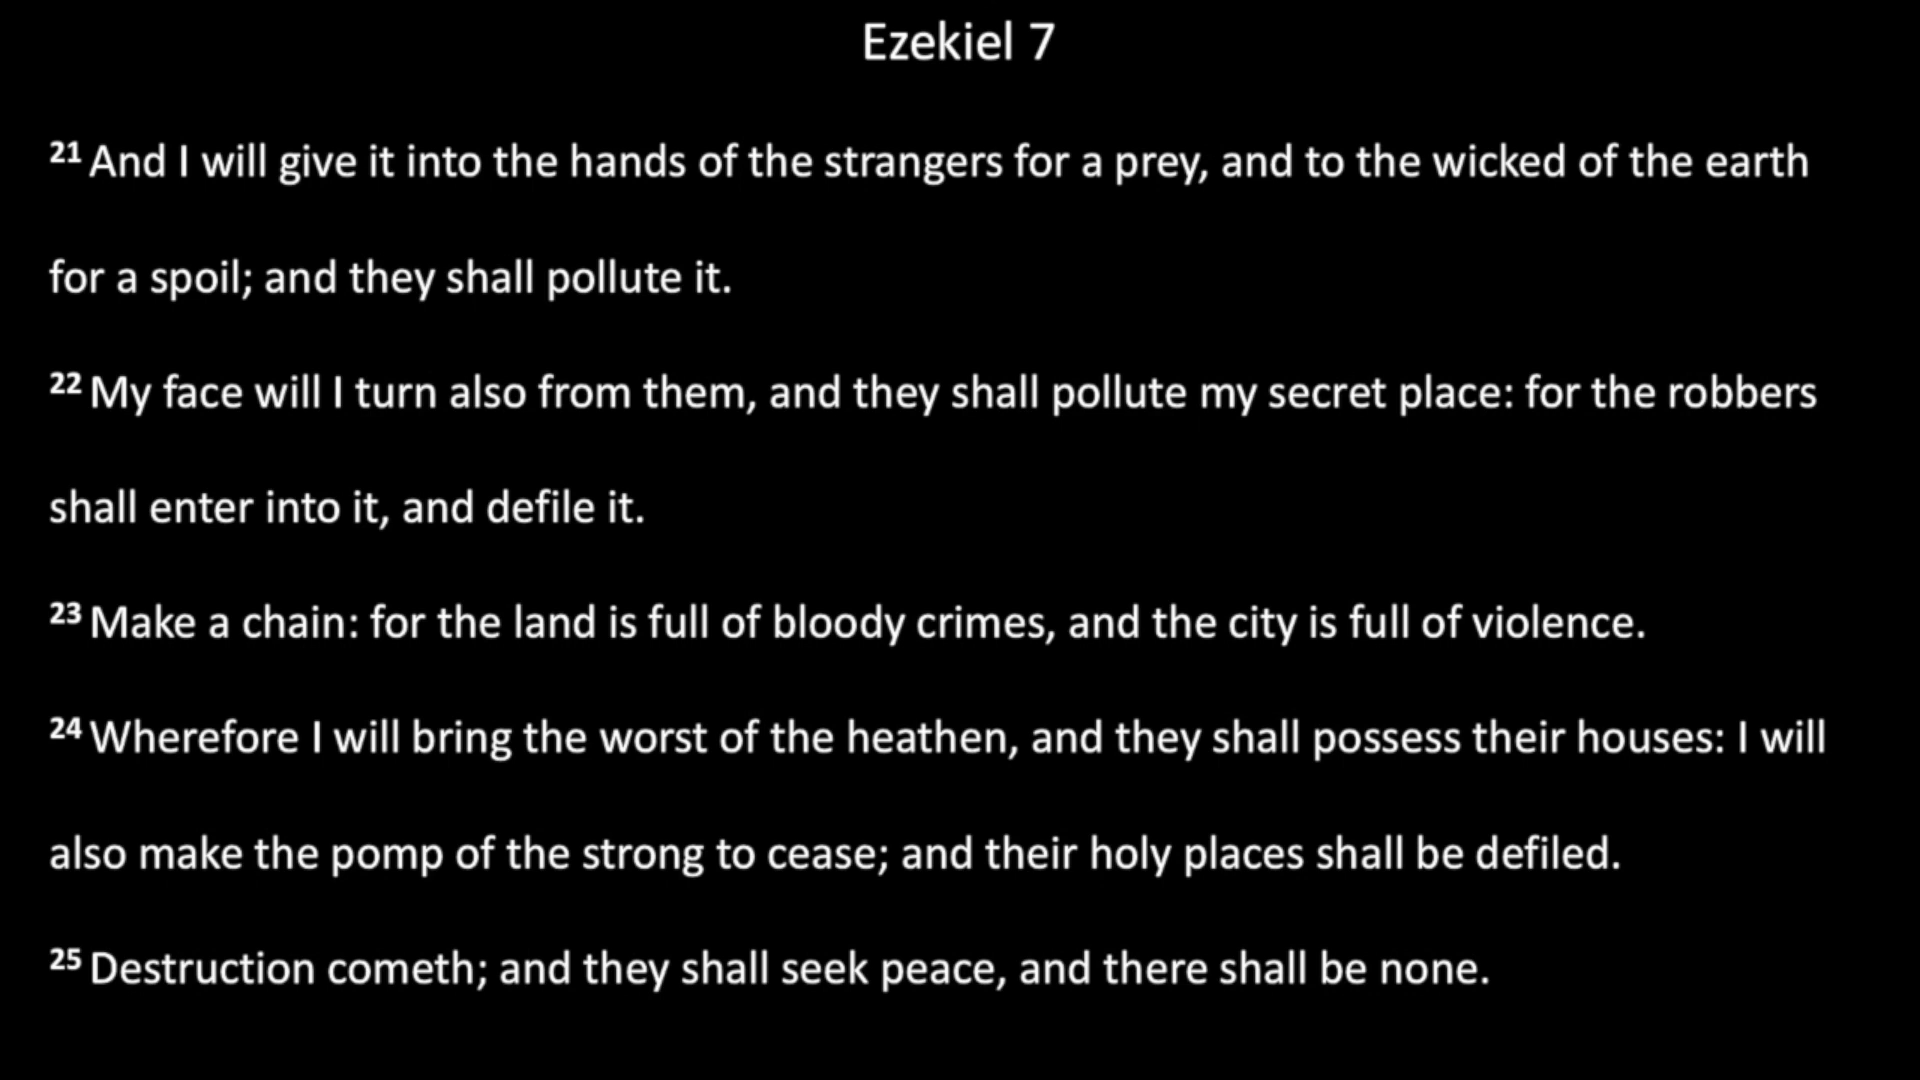 Ezekiel 7
21 And I will give it into the hands of the strangers for a prey, and to the wicked of the earth
for a spoil; and they shall pollute it.
22 My face will I turn also from them, and they shall pollute my secret place: for the robbers
shall enter into it, and defile it.
23 Make a chain: for the land is full of bloody crimes, and the city is full of violence.
24 Wherefore I will bring the worst of the heathen, and they shall possess their houses: I will
also make the pomp of the strong to cease; and their holy places shall be defiled.
25 Destruction cometh; and they shall seek peace, and there shall be none.